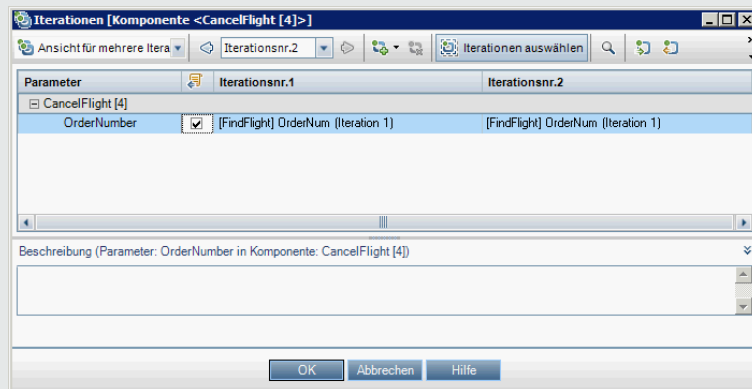 Iterationen [Komponente <CancelFlight [4]>]
Ansicht für mehrere Itera Iterationsnr.2 Iterationen auswählen
Parameter Iterationsnr.1 Iterationsnr.2
CancelFlight [4]
OrderNumber [FindFlight] OrderNum (Iteration 1) [FindFlight] OrderNum (Iteration 1)
Beschreibung (Parameter: OrderNumber in Komponente: CancelFlight [4])
OK Abbrechen Hilfe